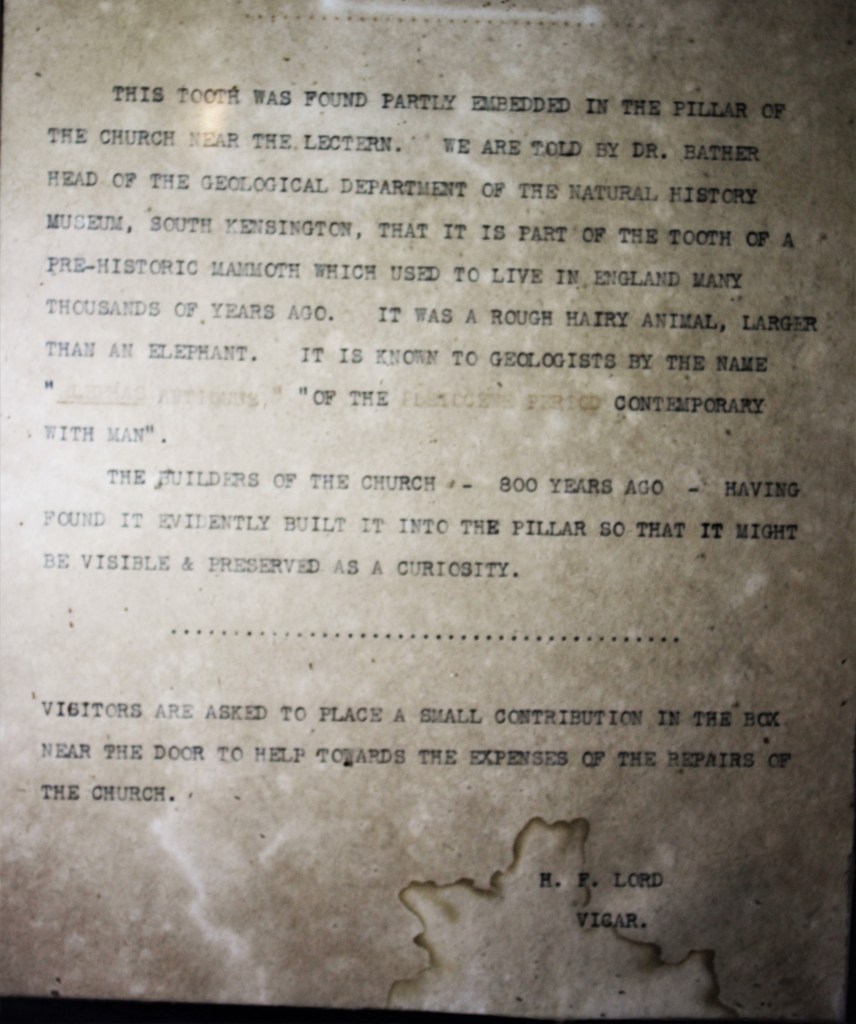 THIS TOOTH WAS FOUND PARTLY EMBEDDED IN THE PILLAR OF
THE CHURCH NEAR THE LECTERN. WE ARE TOLD BY DR. BATHER
HEAD OF THE GEOLOGICAL DEPARTMENT OF THE NATURAL HISTORY
MUSEUM, SOUTH KENSINGTON, THAT IT IS PART OF THE TOOTH OF A
PRE-HISTORIC MAMMOTH WHICH USED TO LIVE IN ENGLAND MANY
THOUSANDS OF YEARS AGO. IT WAS A ROUGH HAIRY ANIMAL, LARGER
THAN AN ELEPHANT. IT IS KNOWN TO GEOLOGISTS BY THE NAME
" ANTIQUUS," "OF THE PERIOD CONTEMPORARY
WITH MAN".
THE BUILDERS OF THE CHURCH - 800 YEARS AGO - HAVING
FOUND IT EVIDENTLY BUILT IT INTO THE PILLAR SO THAT IT MIGHT
BE VISIBLE & PRESERVED AS A CURIOSITY.
VISITORS ARE ASKED TO PLACE A SMALL CONTRIBUTION IN THE BOX
NEAR THE DOOR TO HELP TOWARDS THE EXPENSES OF THE REPAIRS OF
THE CHURCH.
H. F. LORD
VICAR.